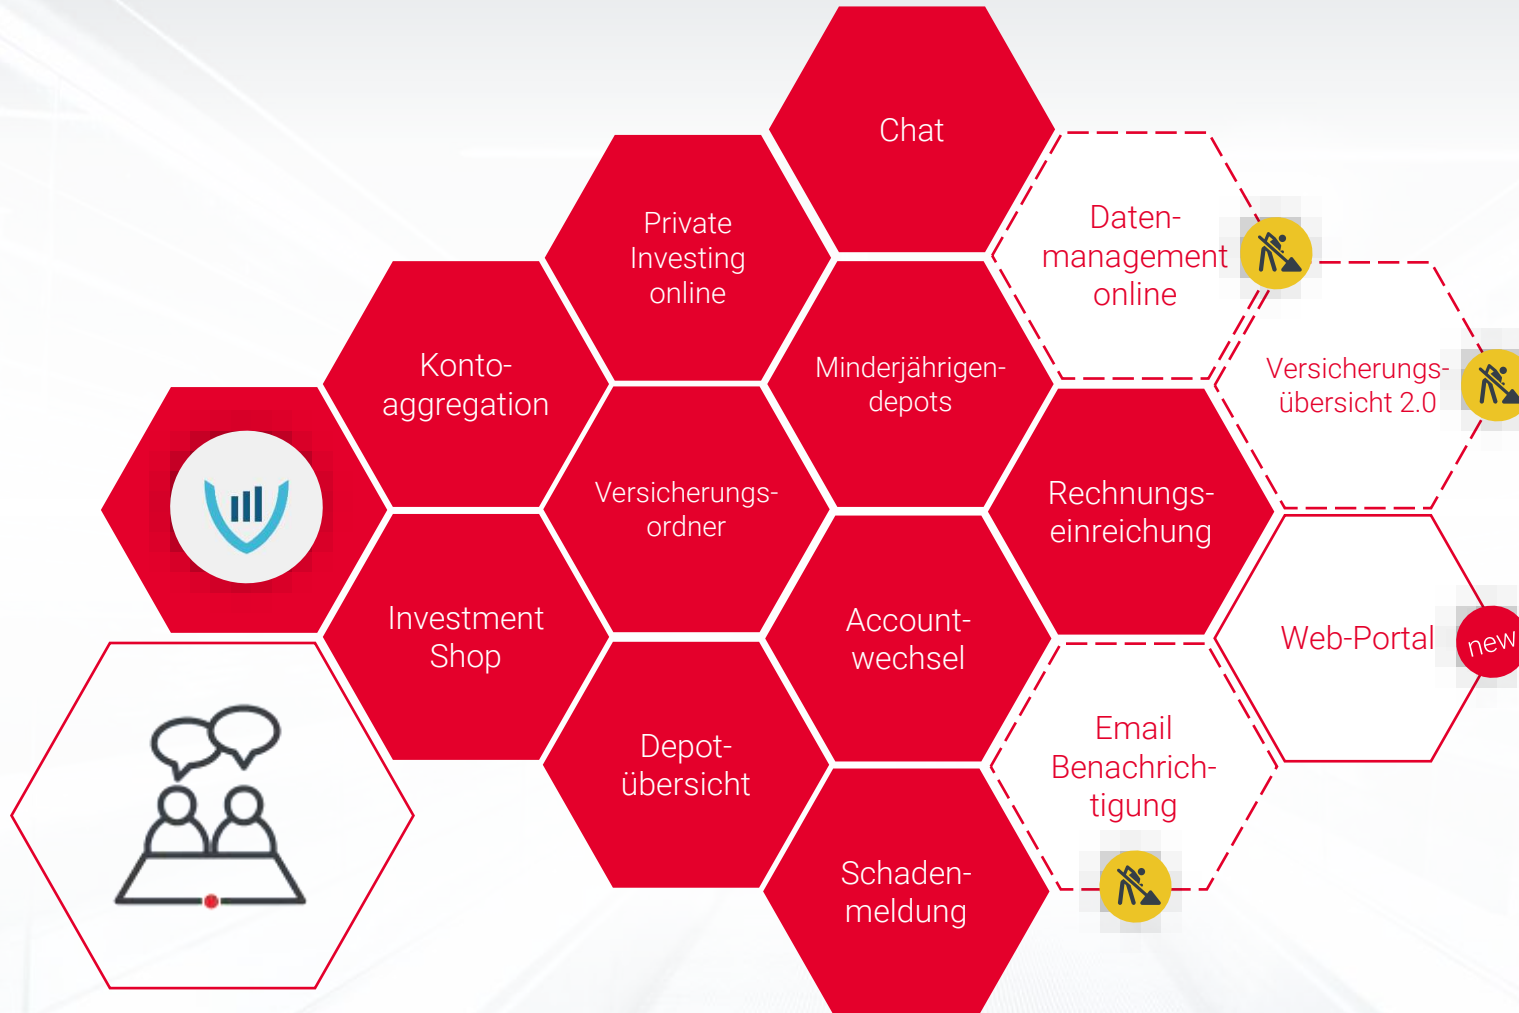 Chat
Private
Investing
online
Daten-
management
online
Konto-
aggregation
Minderjährigen-
depots
Versicherungs-
übersicht 2.0
Versicherungs-
ordner
Rechnungs-
einreichung
Investment
Shop
Account-
wechsel
Web-Portal
new
Depot-
übersicht
Email
Benachrich-
tigung
Schaden-
meldung